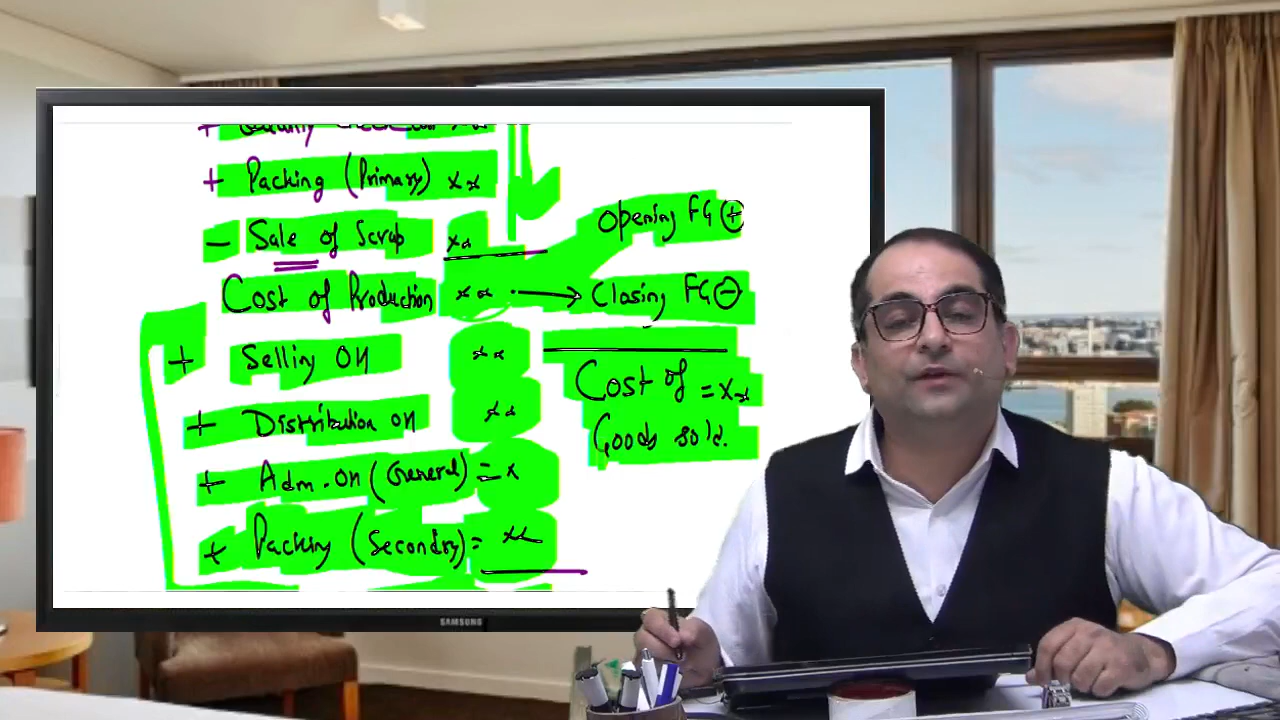 + Packing (Primary) xx
- Sale of Scrap xx
Cost of Production xx
+ Selling OH xx
+ Distribution OH xx
+ Adm. OH (General) = x
+ Packing (Secondry) = xx
Opening FG (+)
Closing FG (-)
Cost of = xx
Goods sold.
SAMSUNG